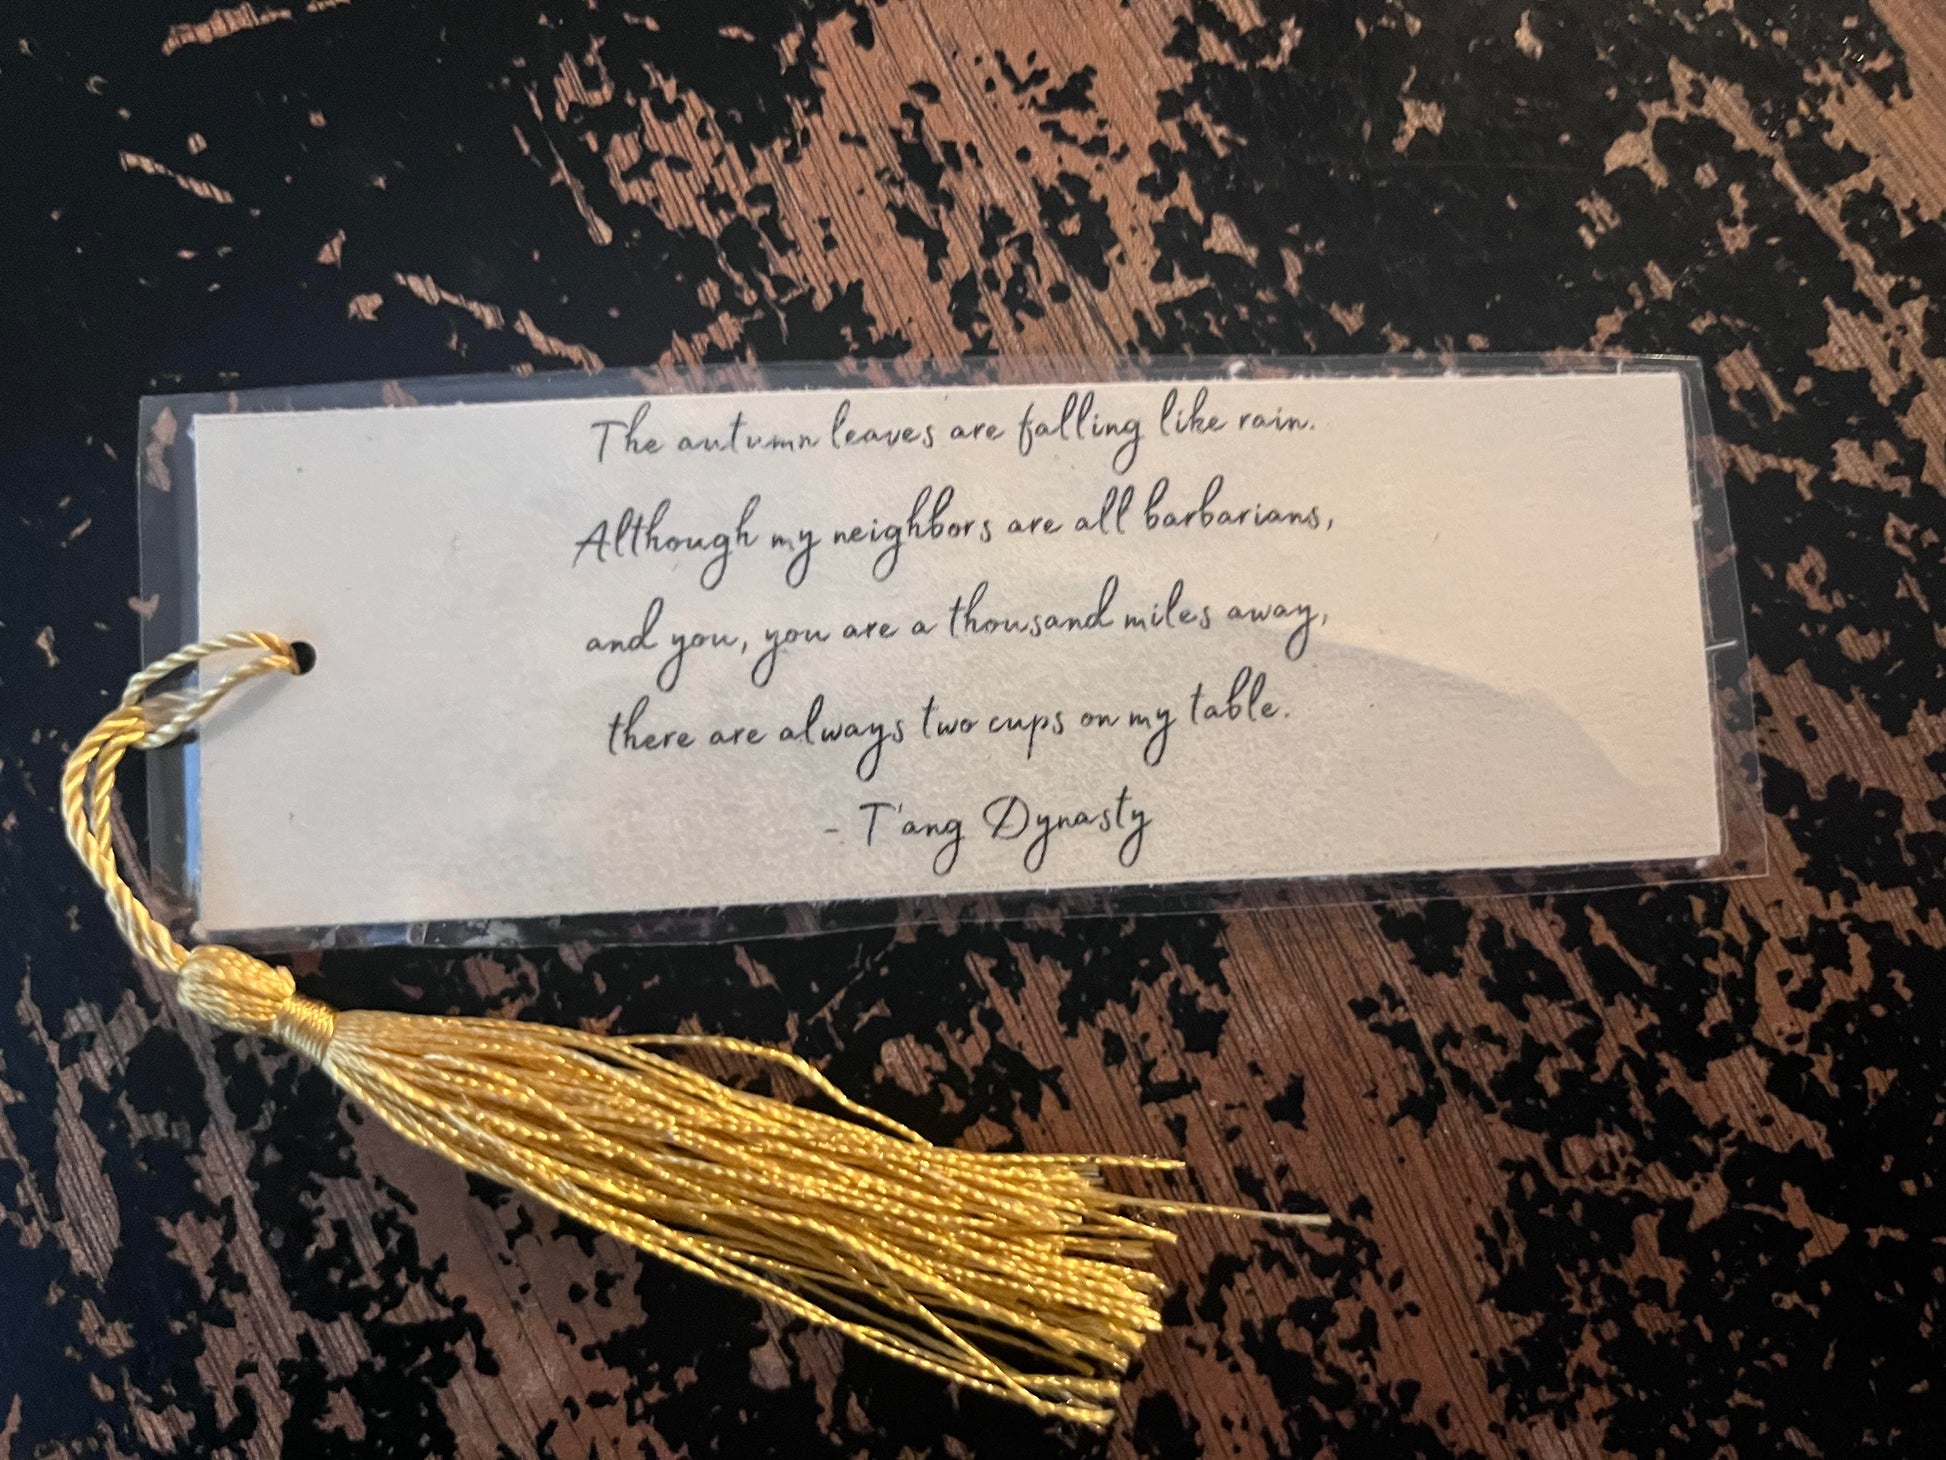 The autumn leaves are falling like rain.
Although my neighbors are all barbarians,
and you, you are a thousand miles away,
there are always two cups on my table.
- T'ang Dynasty